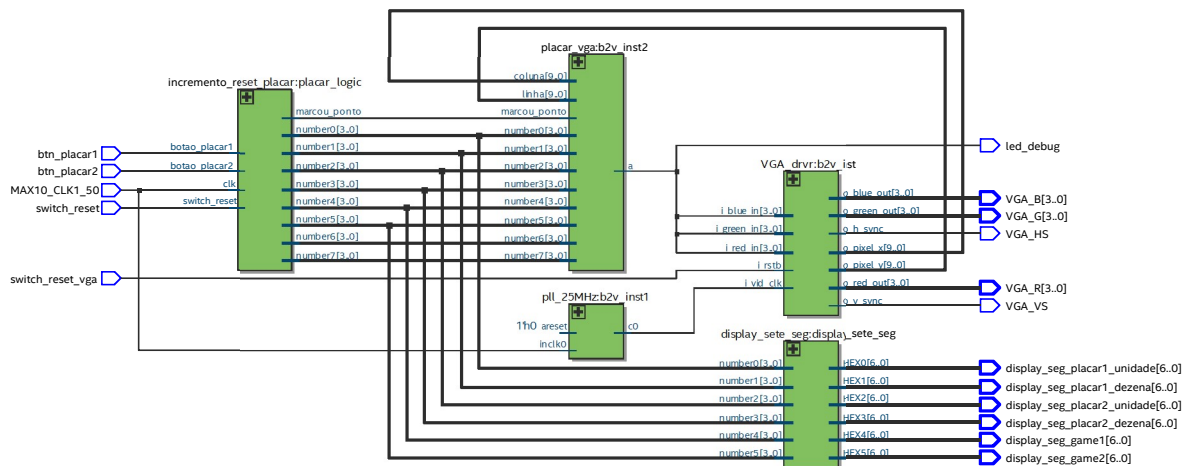 placar_vga:b2v_inst2
incremento_reset_placar:placar_logic
coluna[9..0]
linha[9..0]
marcou_ponto
marcou_ponto
number0[3..0]
number0[3..0]
number1[3..0]
number1[3..0]
number2[3..0]
number2[3..0]
number3[3..0]
number3[3..0]
number4[3..0]
number4[3..0]
number5[3..0]
number5[3..0]
number6[3..0]
number6[3..0]
number7[3..0]
number7[3..0]
a
btn_placar1
botao_placar1
btn_placar2
botao_placar2
MAX10_CLK1_50
clk
switch_reset
switch_reset
switch_reset_vga
led_debug
VGA_drvr:b2v_ist
i_blue_in[3..0]
i_green_in[3..0]
i_red_in[3..0]
i_rstb
i_vid_clk
o_blue_out[3..0]
VGA_B[3..0]
o_green_out[3..0]
VGA_G[3..0]
o_h_sync
VGA_HS
o_pixel_x[9..0]
o_pixel_y[9..0]
o_red_out[3..0]
VGA_R[3..0]
o_v_sync
VGA_VS
pll_25MHz:b2v_inst1
1'h0 areset
c0
inclk0
display_sete_seg:display_sete_seg
number0[3..0]
HEX0[6..0]
display_seg_placar1_unidade[6..0]
number1[3..0]
HEX1[6..0]
display_seg_placar1_dezena[6..0]
number2[3..0]
HEX2[6..0]
display_seg_placar2_unidade[6..0]
number3[3..0]
HEX3[6..0]
display_seg_placar2_dezena[6..0]
number4[3..0]
HEX4[6..0]
display_seg_game1[6..0]
number5[3..0]
HEX5[6..0]
display_seg_game2[6..0]